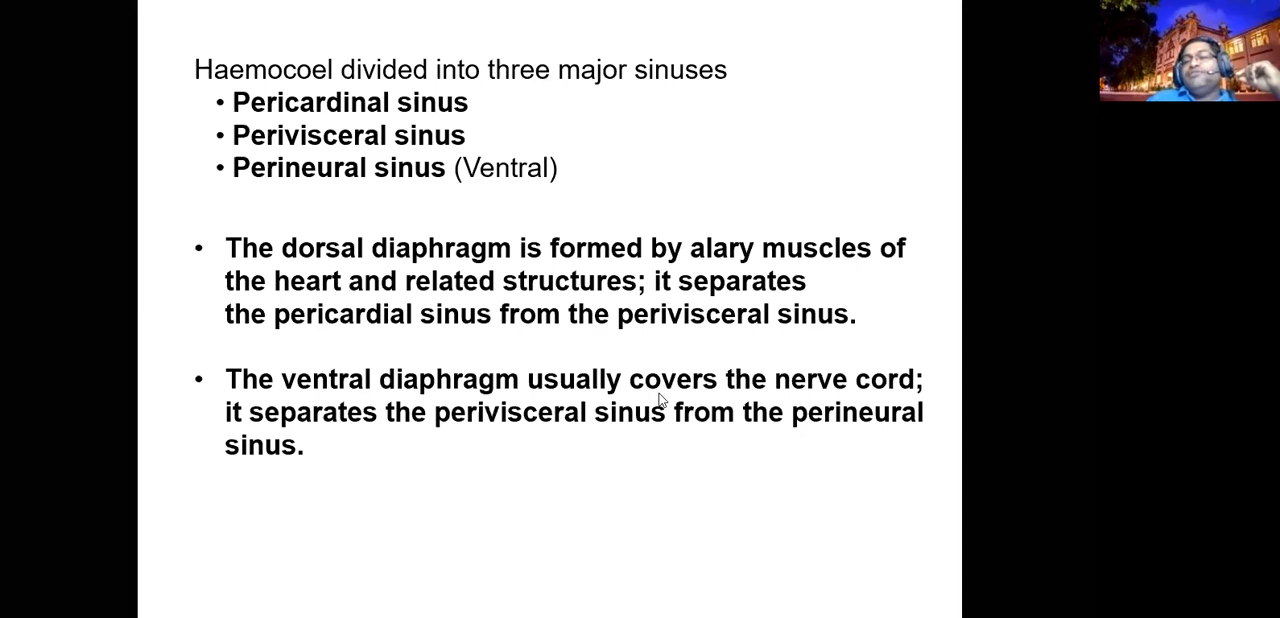 Haemocoel divided into three major sinuses
• Pericardinal sinus
• Perivisceral sinus
• Perineural sinus (Ventral)
• The dorsal diaphragm is formed by alary muscles of
the heart and related structures; it separates
the pericardial sinus from the perivisceral sinus.
• The ventral diaphragm usually covers the nerve cord;
it separates the perivisceral sinus from the perineural
sinus.